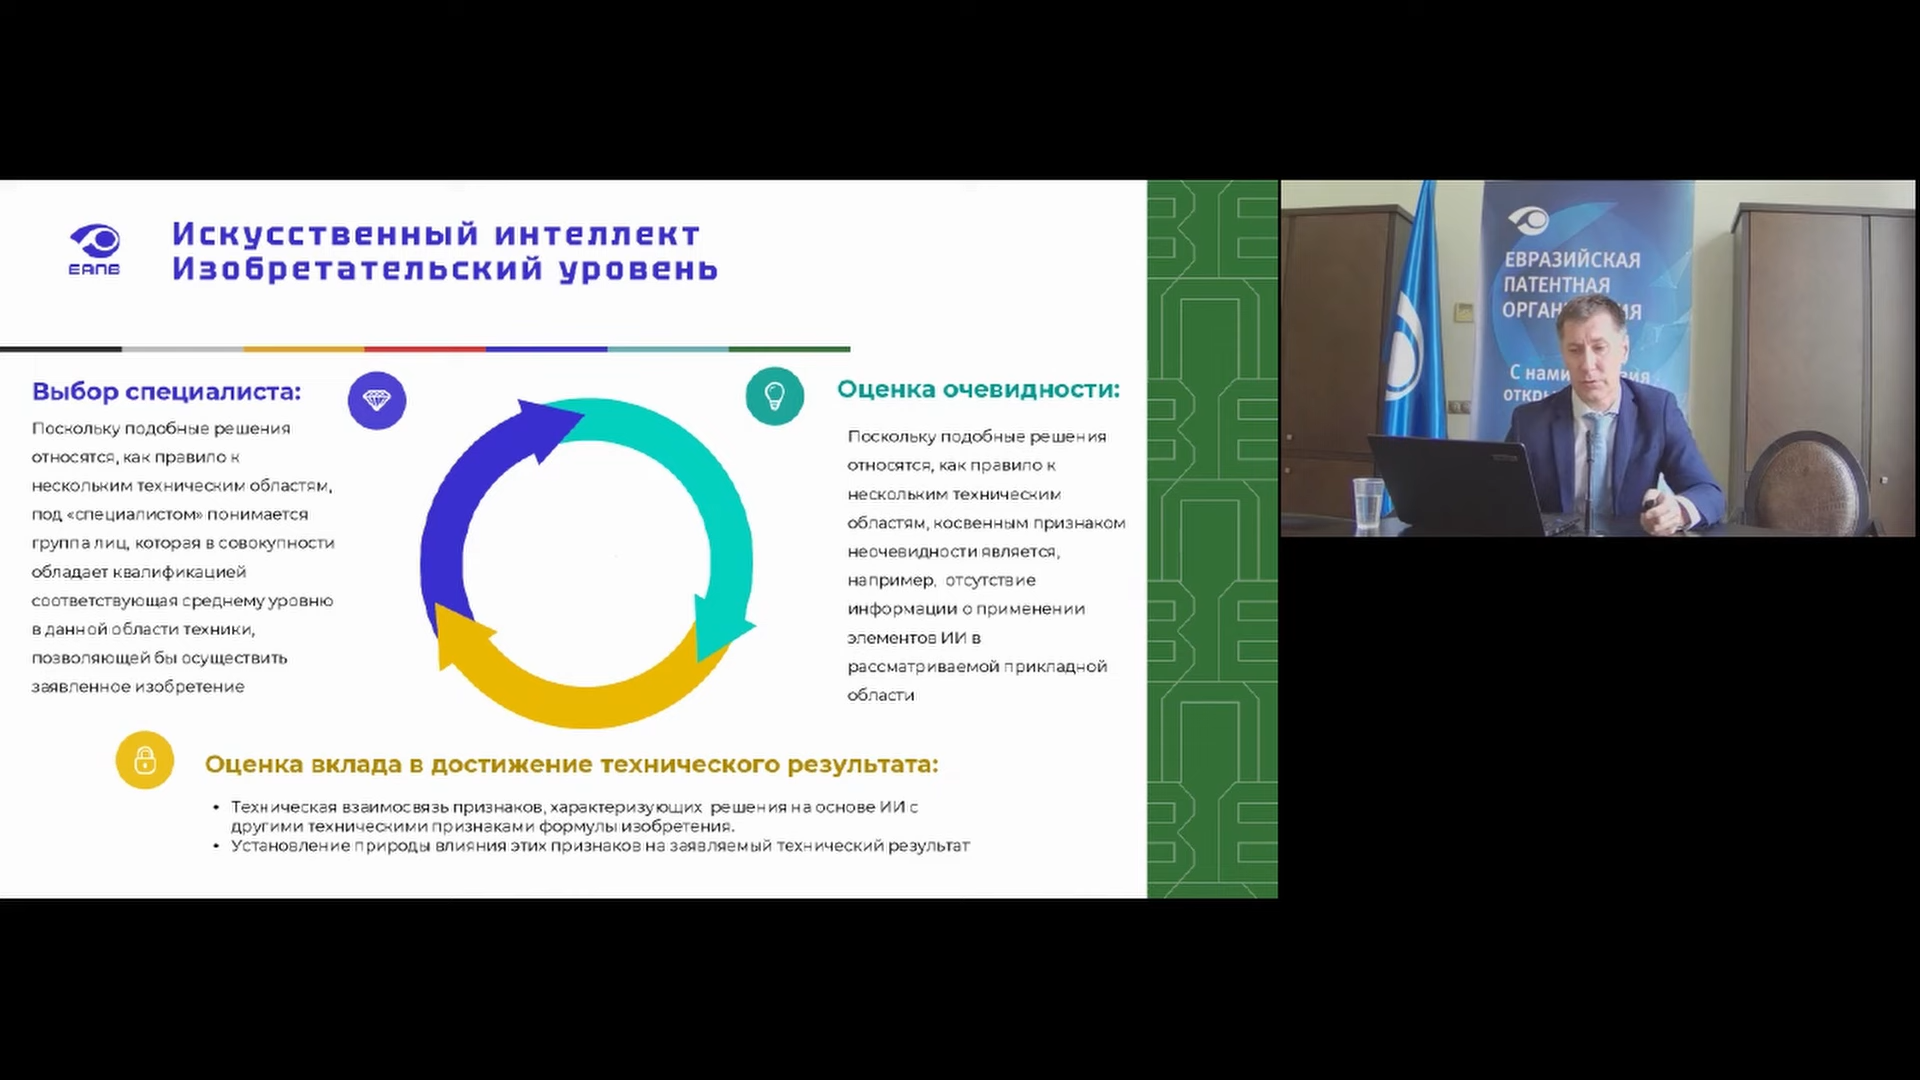 ЕАПВ
Искусственный интеллект
Изобретательский уровень
Выбор специалиста:
Поскольку подобные решения
относятся, как правило к
нескольким техническим областям,
под «специалистом» понимается
группа лиц, которая в совокупности
обладает квалификацией
соответствующая среднему уровню
в данной области техники,
позволяющей бы осуществить
заявленное изобретение
Оценка очевидности:
Поскольку подобные решения
относятся, как правило к
нескольким техническим
областям, косвенным признаком
неочевидности является,
например, отсутствие
информации о применении
элементов ИИ в
рассматриваемой прикладной
области
Оценка вклада в достижение технического результата:
• Техническая взаимосвязь признаков, характеризующих решения на основе ИИ с
другими техническими признаками формулы изобретения.
• Установление природы влияния этих признаков на заявляемый технический результат
ЕВРАЗИЙСКАЯ
ПАТЕНТНАЯ
С нами